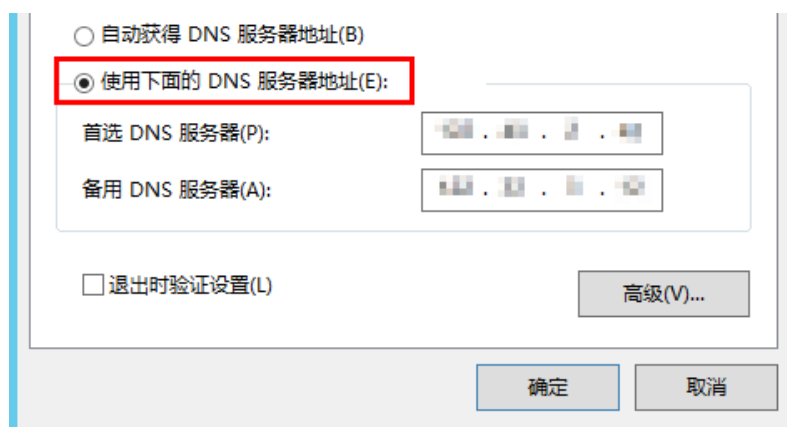 自动获得 DNS 服务器地址(B)
使用下面的 DNS 服务器地址(E):
首选 DNS 服务器(P):
备用 DNS 服务器(A):
退出时验证设置(L)
高级(V)...
确定
取消